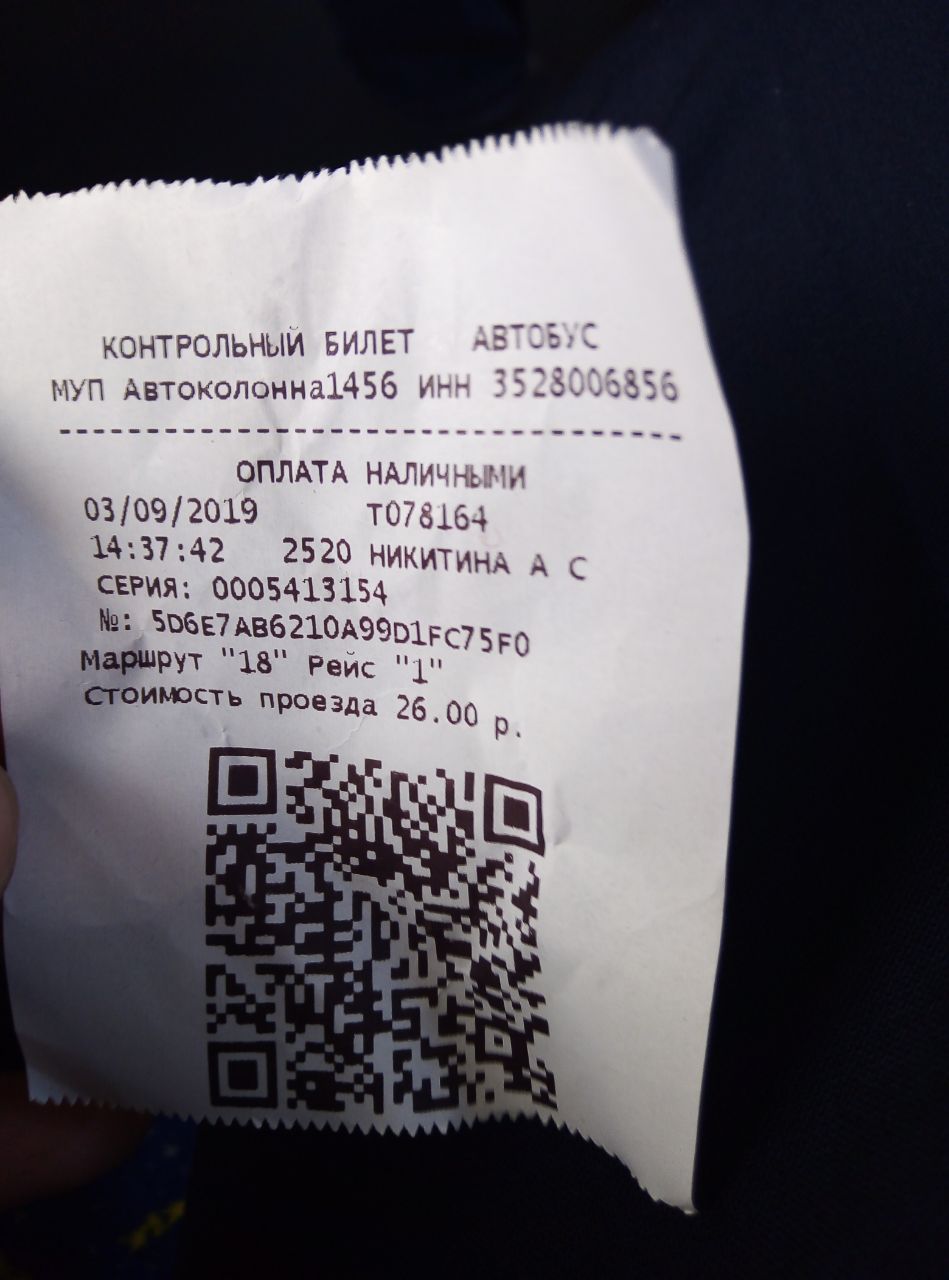 КОНТРОЛЬНЫЙ БИЛЕТ АВТОБУС
МУП Автоколонна1456 ИНН 3528006856
--------------------------------
ОПЛАТА НАЛИЧНЫМИ
03/09/2019 Т078164
14:37:42 2520 НИКИТИНА А С
СЕРИЯ: 0005413154
№: 5D6E7AB6210A99D1FC75F0
Маршрут "18" Рейс "1"
Стоимость проезда 26.00 р.